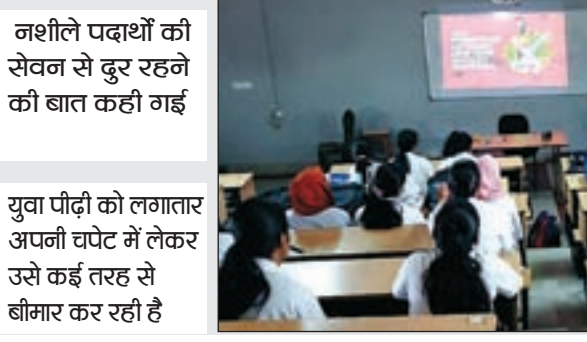 नशीले पदार्थों की
सेवन से दुर रहने
की बात कही गई
युवा पीढ़ी को लगातार
अपनी चपेट में लेकर
उसे कई तरह से
बीमार कर रही है